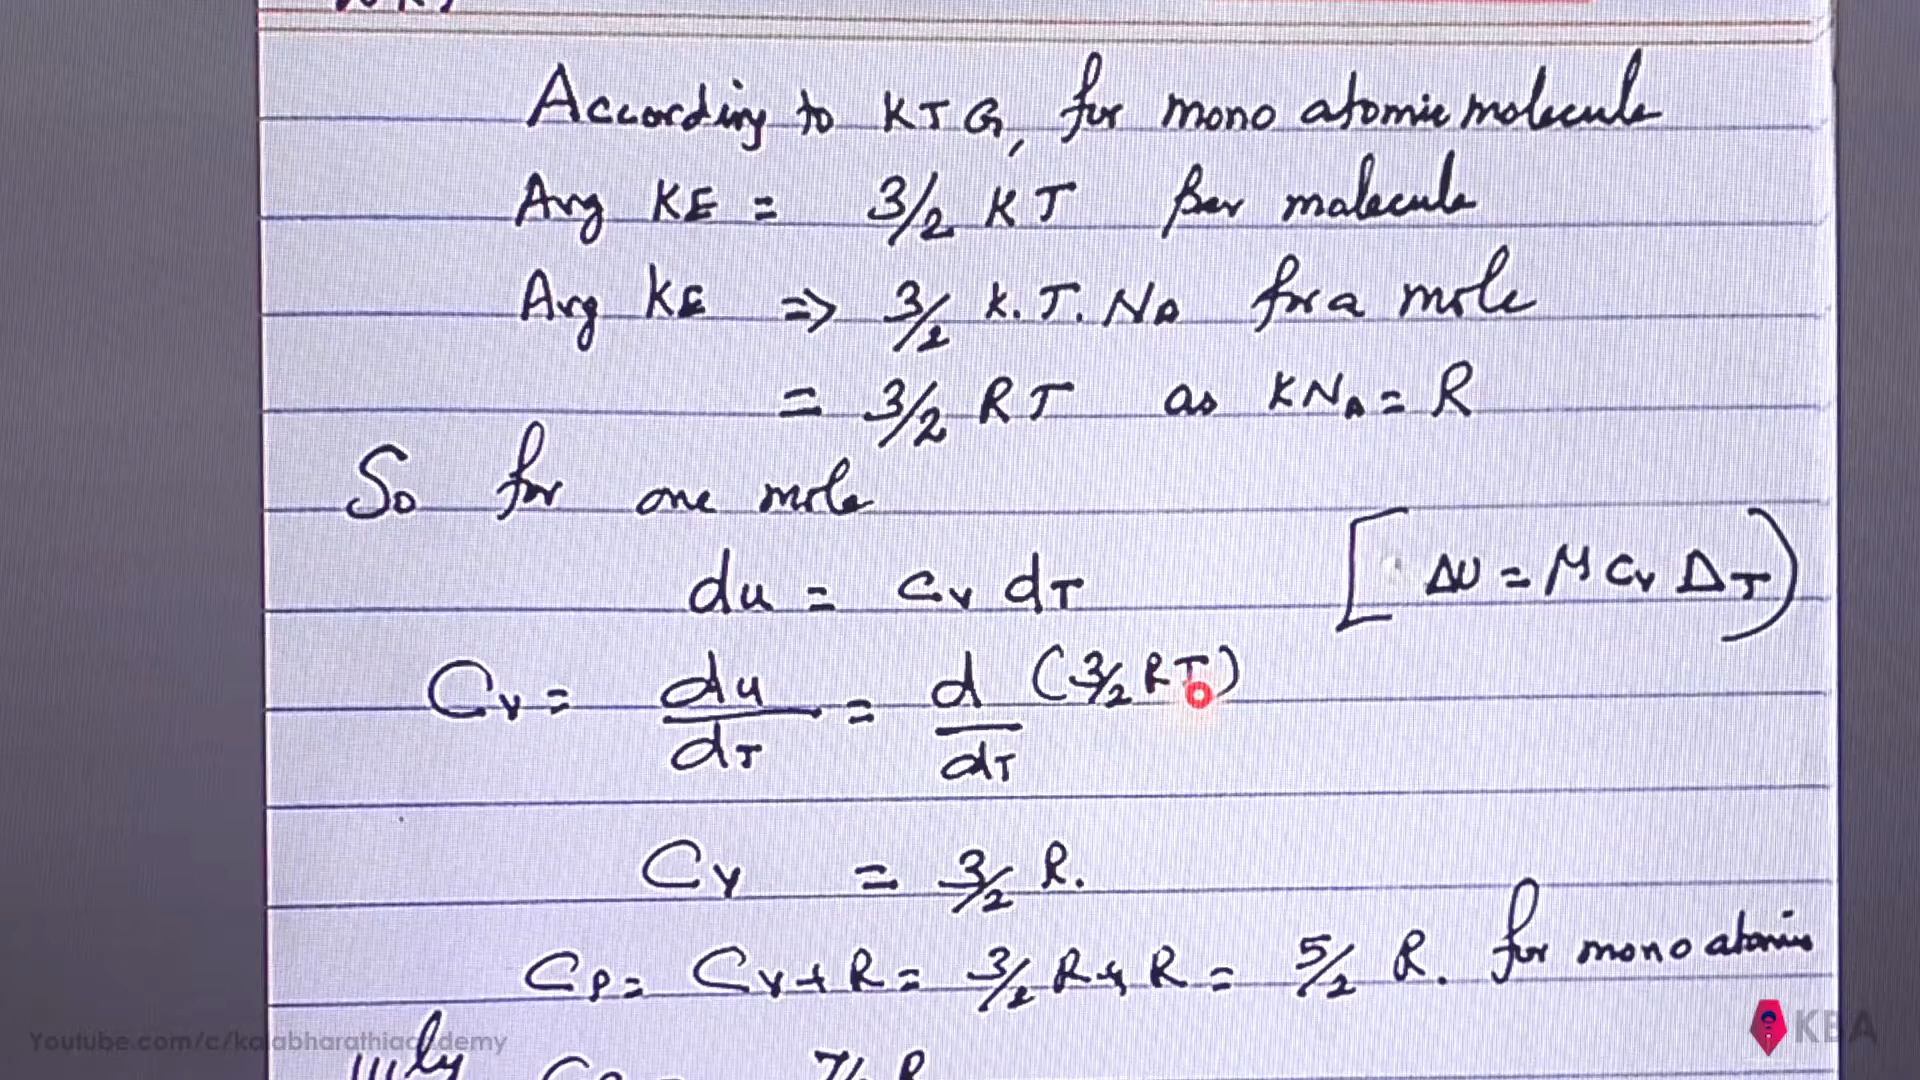 According to KTG, for mono atomic molecule
Avg KE = 3/2 KT per molecule
Avg KE => 3/2 K.T.NA for a mole
= 3/2 RT as KNA = R
So for one mole
du = Cv dT [ΔU = μ Cv ΔT)
Cv = du/dT = d/dT (3/2 RT)
Cv = 3/2 R.
Cp = Cv + R = 3/2 R + R = 5/2 R. for mono atomic
Youtube.com/c/kalabharathiacademy
KBA